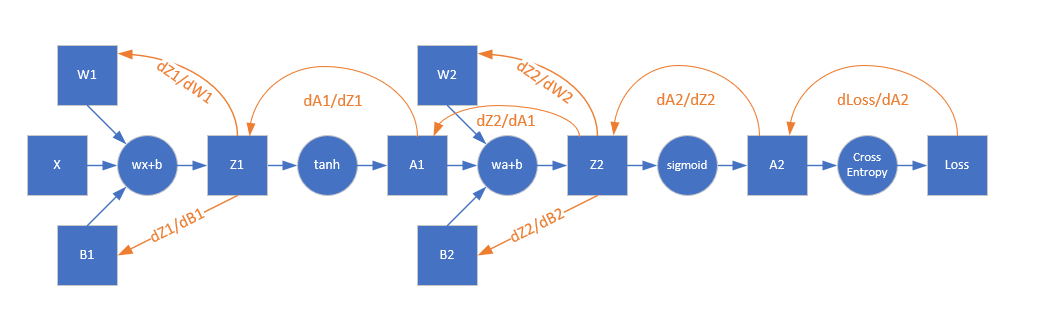 W1
dZ1/dW1
W2
dZ2/dW2
dA1/dZ1
dZ2/dA1
dA2/dZ2
dLoss/dA2
X
wx+b
Z1
tanh
A1
wa+b
Z2
sigmoid
A2
Cross
Entropy
Loss
B1
dZ1/dB1
B2
dZ2/dB2